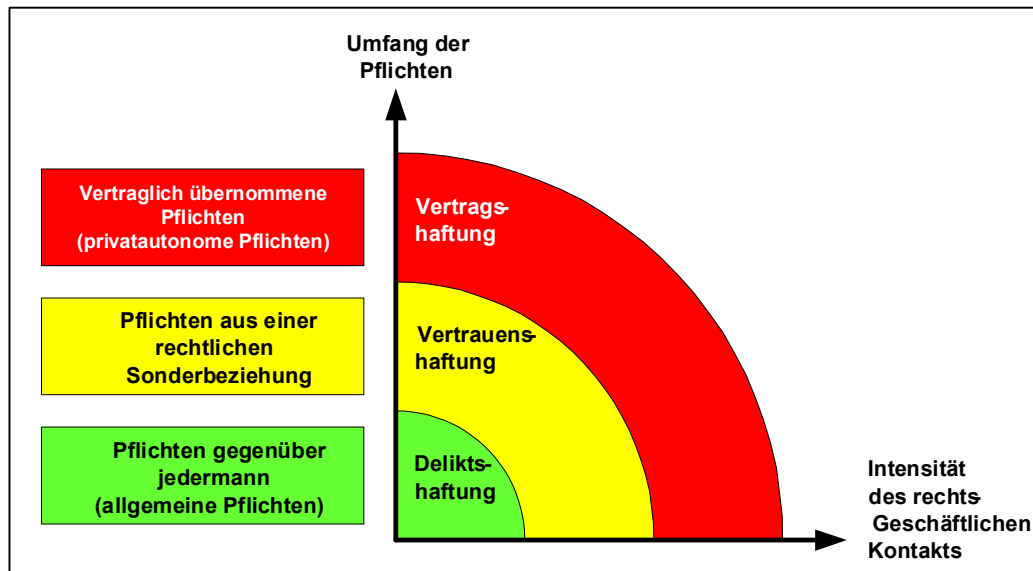 Umfang der
Pflichten
Vertraglich übernommene
Pflichten
(privatautonome Pflichten)
Vertrags-
haftung
Pflichten aus einer
rechtlichen
Sonderbeziehung
Vertrauens-
haftung
Pflichten gegenüber
jedermann
(allgemeine Pflichten)
Delikts-
haftung
Intensität
des rechts-
Geschäftlichen
Kontakts